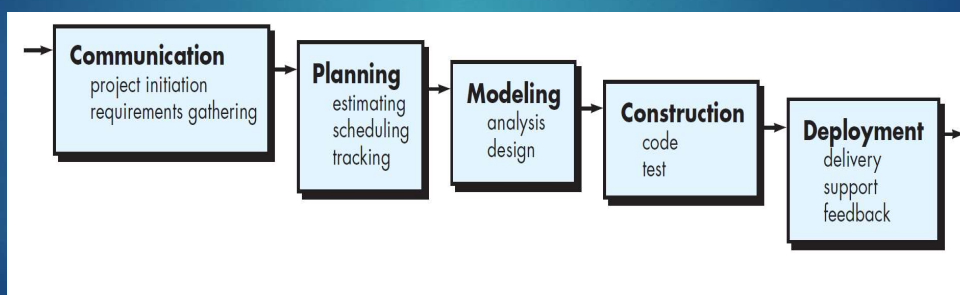 Communication
project initiation
requirements gathering
Planning
estimating
scheduling
tracking
Modeling
analysis
design
Construction
code
test
Deployment
delivery
support
feedback